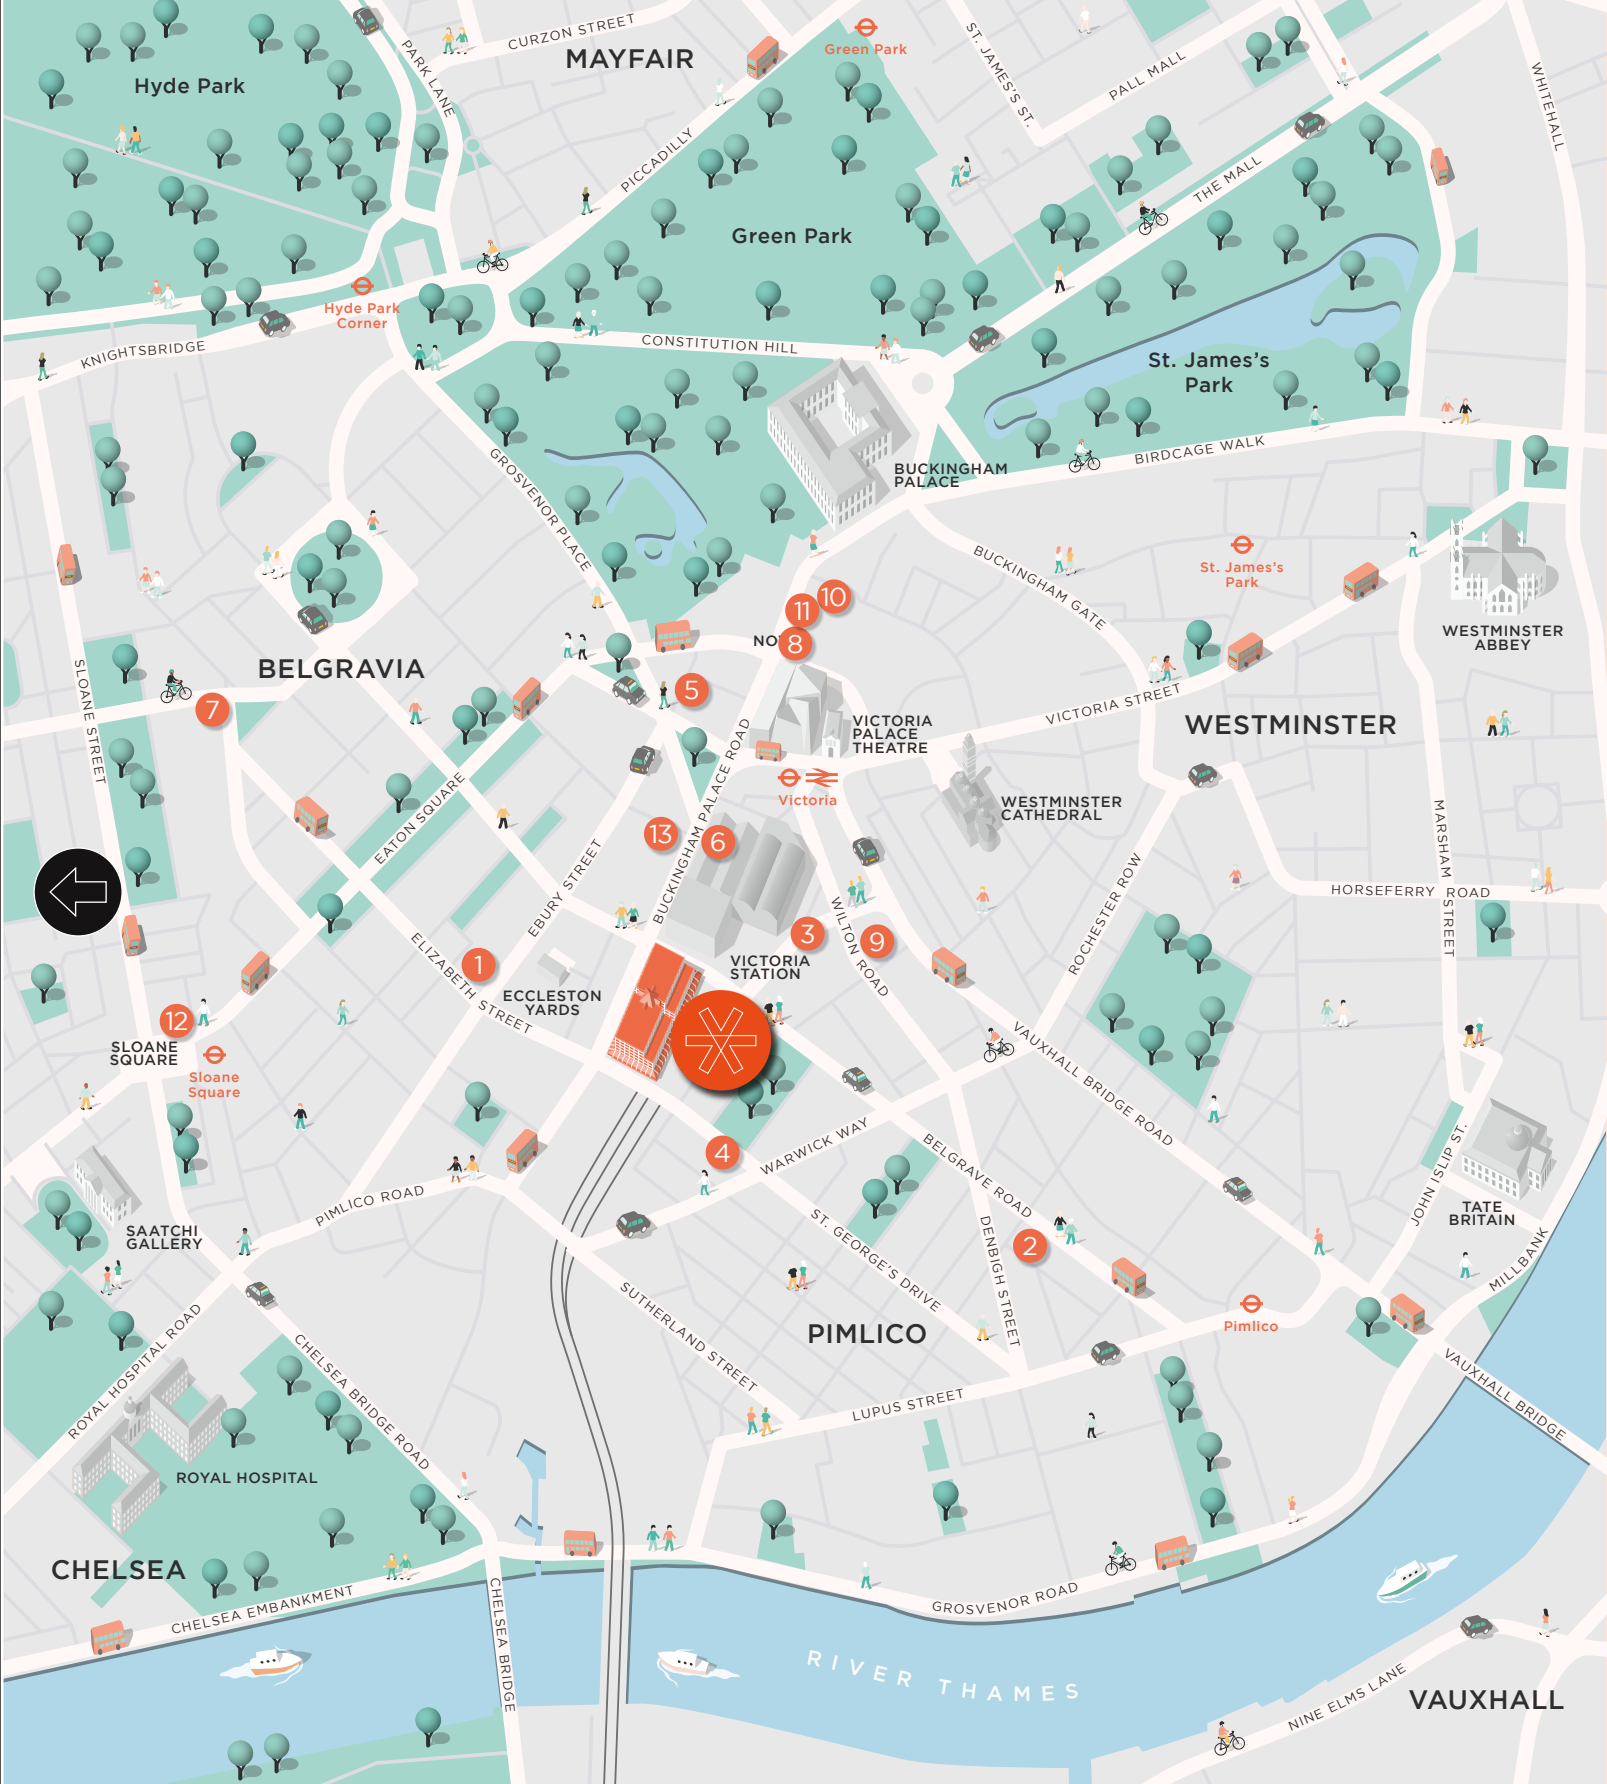 CURZON STREET
MAYFAIR
Green Park
ST. JAMES'S ST.
PALL MALL
WHITEHALL
Hyde Park
PARK LANE
PICCADILLY
THE MALL
Green Park
Hyde Park
Corner
KNIGHTSBRIDGE
CONSTITUTION HILL
St. James's
Park
BIRDCAGE WALK
BUCKINGHAM
PALACE
GROSVENOR PLACE
BUCKINGHAM GATE
St. James's
Park
WESTMINSTER
ABBEY
10
11
NO
8
BELGRAVIA
SLOANE STREET
7
5
VICTORIA STREET
WESTMINSTER
VICTORIA
PALACE
THEATRE
Victoria
WESTMINSTER
CATHEDRAL
EATON SQUARE
BUCKINGHAM PALACE ROAD
13
6
EBURY STREET
MARSHAM STREET
HORSEFERRY ROAD
ROCHESTER ROW
WILTON ROAD
3
9
VICTORIA
STATION
1
ELIZABETH STREET
ECCLESTON
YARDS
12
SLOANE
SQUARE
Sloane
Square
VAUXHALL BRIDGE ROAD
4
WARWICK WAY
BELGRAVE ROAD
JOHN ISLIP ST.
TATE
BRITAIN
MILLBANK
PIMLICO ROAD
SAATCHI
GALLERY
ST. GEORGE'S DRIVE
DENBIGH STREET
2
Pimlico
PIMLICO
SUTHERLAND STREET
ROYAL HOSPITAL ROAD
CHELSEA BRIDGE ROAD
LUPUS STREET
VAUXHALL BRIDGE
ROYAL HOSPITAL
CHELSEA
CHELSEA EMBANKMENT
CHELSEA BRIDGE
GROSVENOR ROAD
RIVER THAMES
NINE ELMS LANE
VAUXHALL